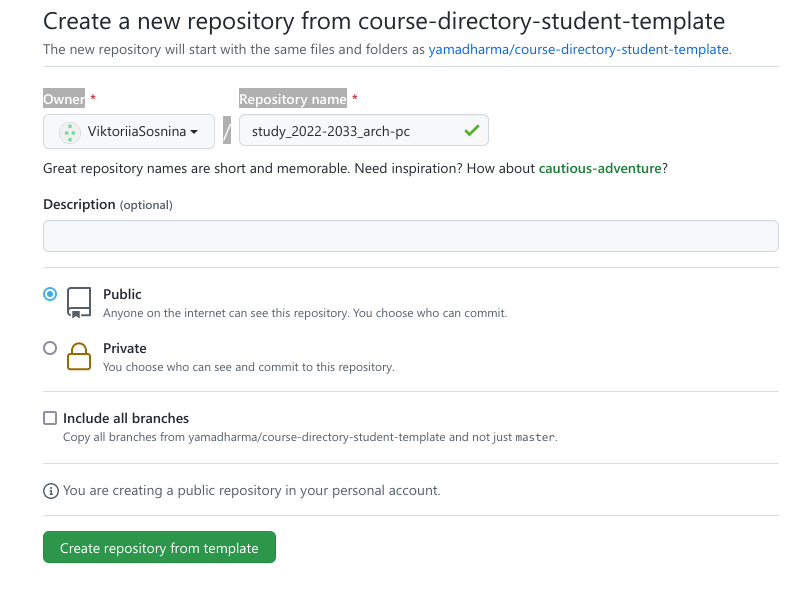 Create a new repository from course-directory-student-template
The new repository will start with the same files and folders as yamadharma/course-directory-student-template.
Owner * Repository name *
ViktoriiaSosnina / study_2022-2033_arch-pc
Great repository names are short and memorable. Need inspiration? How about cautious-adventure?
Description (optional)
Public
Anyone on the internet can see this repository. You choose who can commit.
Private
You choose who can see and commit to this repository.
Include all branches
Copy all branches from yamadharma/course-directory-student-template and not just master.
You are creating a public repository in your personal account.
Create repository from template